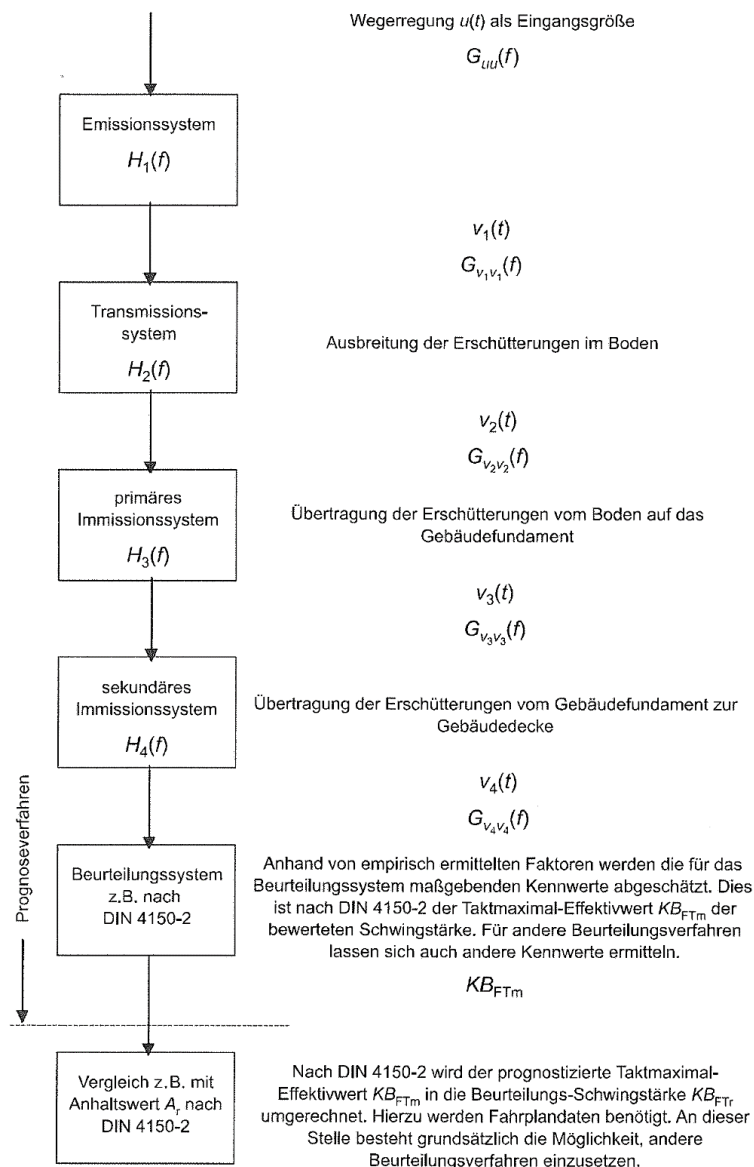 Wegerregung u(t) als Eingangsgröße
G_uu(f)
Emissionssystem
H₁(f)
v₁(t)
G_v₁v₁(f)
Transmissions-
system
H₂(f)
Ausbreitung der Erschütterungen im Boden
v₂(t)
G_v₂v₂(f)
primäres
Immissionssystem
H₃(f)
Übertragung der Erschütterungen vom Boden auf das
Gebäudefundament
v₃(t)
G_v₃v₃(f)
sekundäres
Immissionssystem
H₄(f)
Übertragung der Erschütterungen vom Gebäudefundament zur
Gebäudedecke
v₄(t)
G_v₄v₄(f)
Prognoseverfahren
Beurteilungssystem
z.B. nach
DIN 4150-2
Anhand von empirisch ermittelten Faktoren werden die für das
Beurteilungssystem maßgebenden Kennwerte abgeschätzt. Dies
ist nach DIN 4150-2 der Taktmaximal-Effektivwert KB_FTm der
bewerteten Schwingstärke. Für andere Beurteilungsverfahren
lassen sich auch andere Kennwerte ermitteln.
KB_FTm
Vergleich z.B. mit
Anhaltswert A_r nach
DIN 4150-2
Nach DIN 4150-2 wird der prognostizierte Taktmaximal-
Effektivwert KB_FTm in die Beurteilungs-Schwingstärke KB_FTr
umgerechnet. Hierzu werden Fahrplandaten benötigt. An dieser
Stelle besteht grundsätzlich die Möglichkeit, andere
Beurteilungsverfahren einzusetzen.